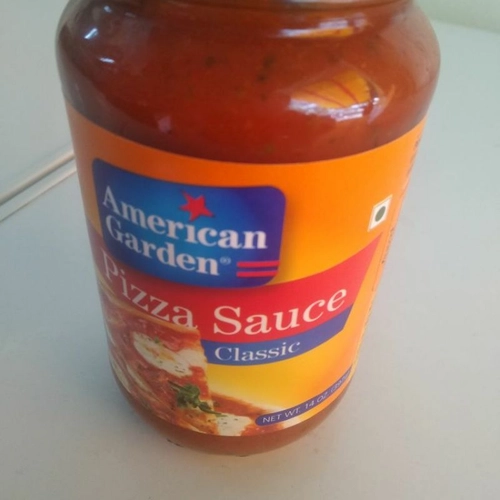 American
Garden®
Pizza Sauce
Classic
NET WT. 14 OZ